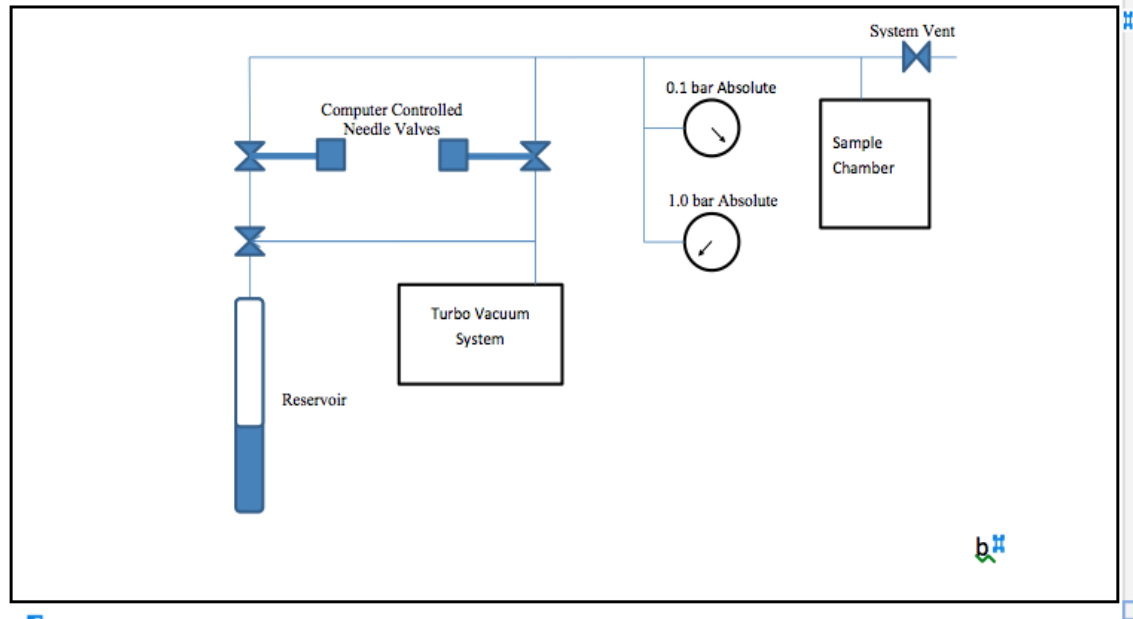 System Vent
0.1 bar Absolute
Computer Controlled
Needle Valves
Sample
Chamber
1.0 bar Absolute
Turbo Vacuum
System
Reservoir
b